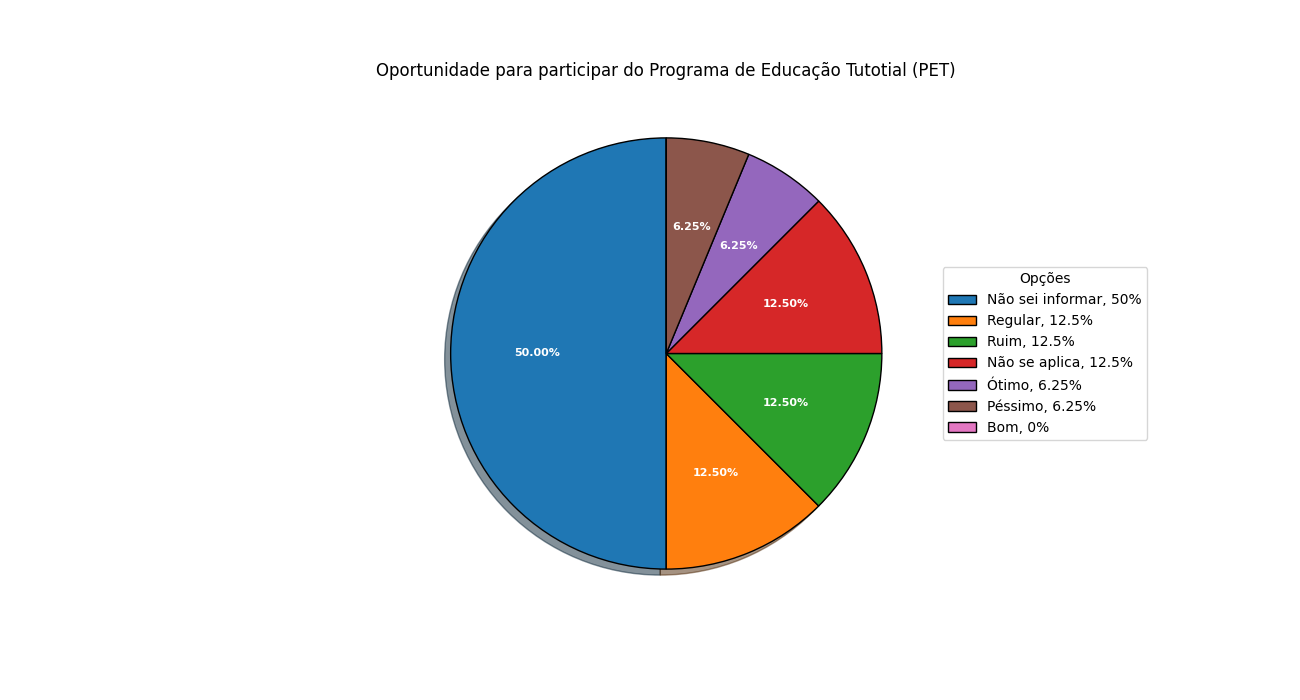 Oportunidade para participar do Programa de Educação Tutotial (PET)
6.25%
6.25%
12.50%
50.00%
12.50%
12.50%
Opções
Não sei informar, 50%
Regular, 12.5%
Ruim, 12.5%
Não se aplica, 12.5%
Ótimo, 6.25%
Péssimo, 6.25%
Bom, 0%